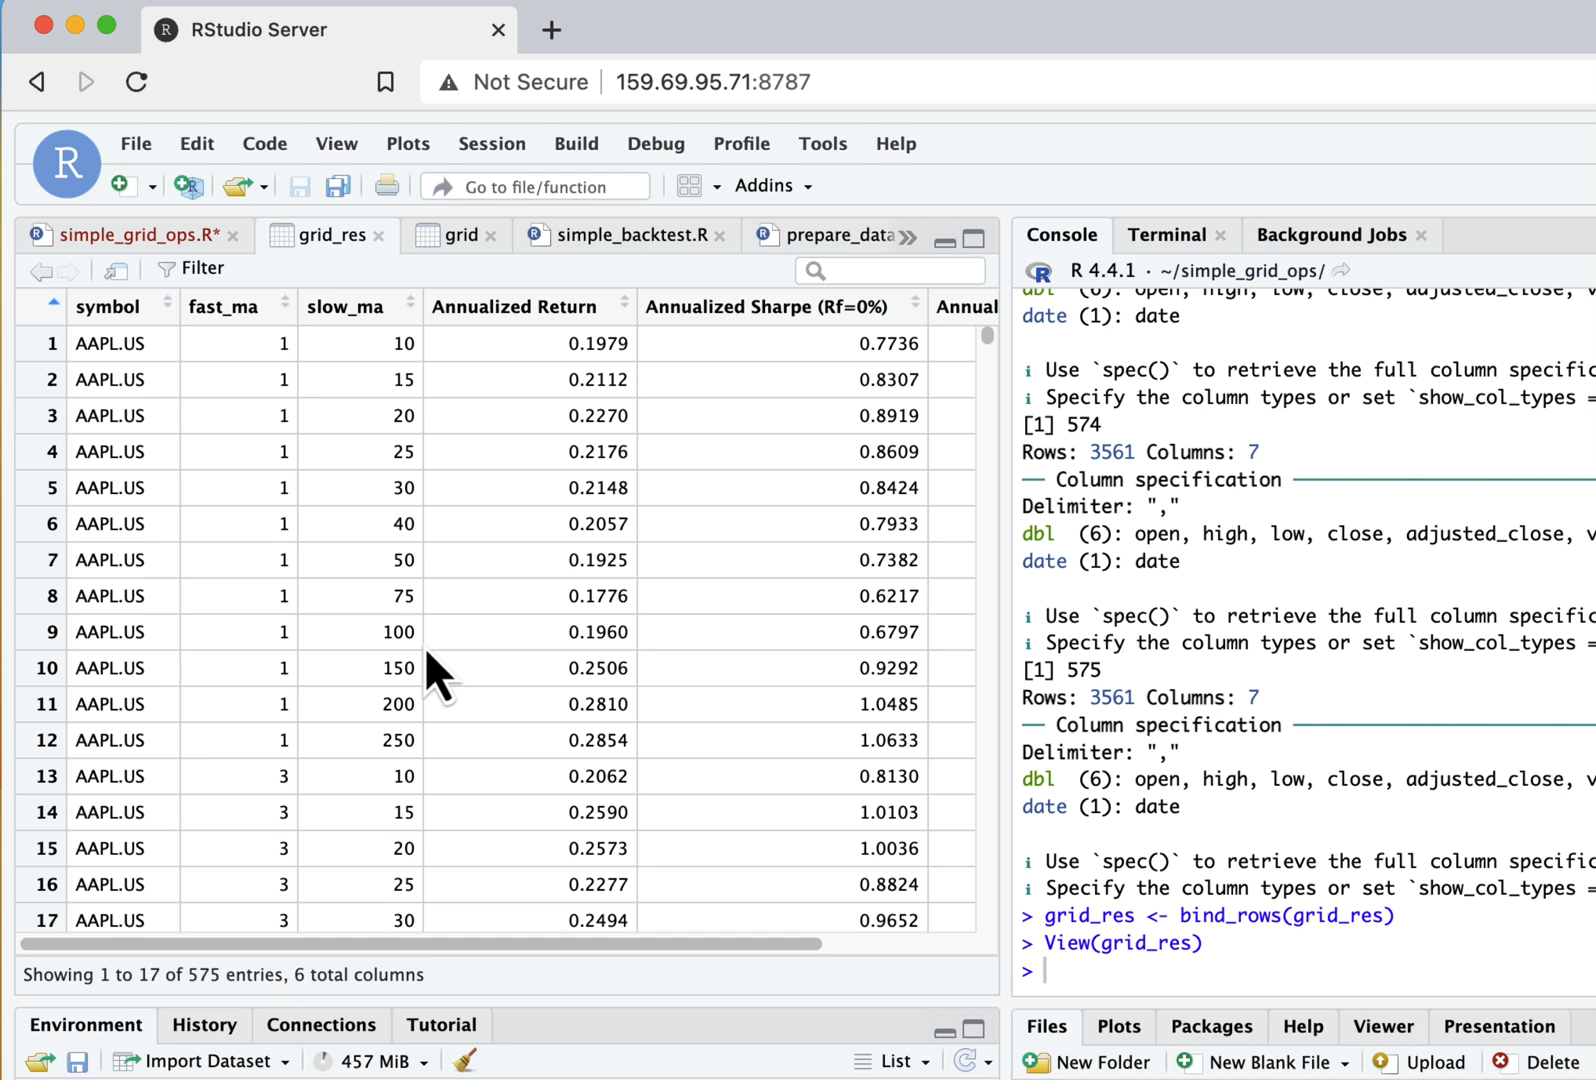 RStudio Server
Not Secure 159.69.95.71:8787
File Edit Code View Plots Session Build Debug Profile Tools Help
Go to file/function Addins
simple_grid_ops.R* grid_res grid simple_backtest.R prepare_data
Filter
symbol fast_ma slow_ma Annualized Return Annualized Sharpe (Rf=0%) Annual
1 AAPL.US 1 10 0.1979 0.7736
2 AAPL.US 1 15 0.2112 0.8307
3 AAPL.US 1 20 0.2270 0.8919
4 AAPL.US 1 25 0.2176 0.8609
5 AAPL.US 1 30 0.2148 0.8424
6 AAPL.US 1 40 0.2057 0.7933
7 AAPL.US 1 50 0.1925 0.7382
8 AAPL.US 1 75 0.1776 0.6217
9 AAPL.US 1 100 0.1960 0.6797
10 AAPL.US 1 150 0.2506 0.9292
11 AAPL.US 1 200 0.2810 1.0485
12 AAPL.US 1 250 0.2854 1.0633
13 AAPL.US 3 10 0.2062 0.8130
14 AAPL.US 3 15 0.2590 1.0103
15 AAPL.US 3 20 0.2573 1.0036
16 AAPL.US 3 25 0.2277 0.8824
17 AAPL.US 3 30 0.2494 0.9652
Showing 1 to 17 of 575 entries, 6 total columns
Environment History Connections Tutorial
Import Dataset 457 MiB List
Console Terminal Background Jobs
R 4.4.1 · ~/simple_grid_ops/
dbl (6): open, high, low, close, adjusted_close, v
date (1): date
i Use `spec()` to retrieve the full column specific
i Specify the column types or set `show_col_types =
[1] 574
Rows: 3561 Columns: 7
── Column specification ──
Delimiter: ","
dbl (6): open, high, low, close, adjusted_close, v
date (1): date
i Use `spec()` to retrieve the full column specific
i Specify the column types or set `show_col_types =
[1] 575
Rows: 3561 Columns: 7
── Column specification ──
Delimiter: ","
dbl (6): open, high, low, close, adjusted_close, v
date (1): date
i Use `spec()` to retrieve the full column specific
i Specify the column types or set `show_col_types =
> grid_res <- bind_rows(grid_res)
> View(grid_res)
>
Files Plots Packages Help Viewer Presentation
New Folder New Blank File Upload Delete